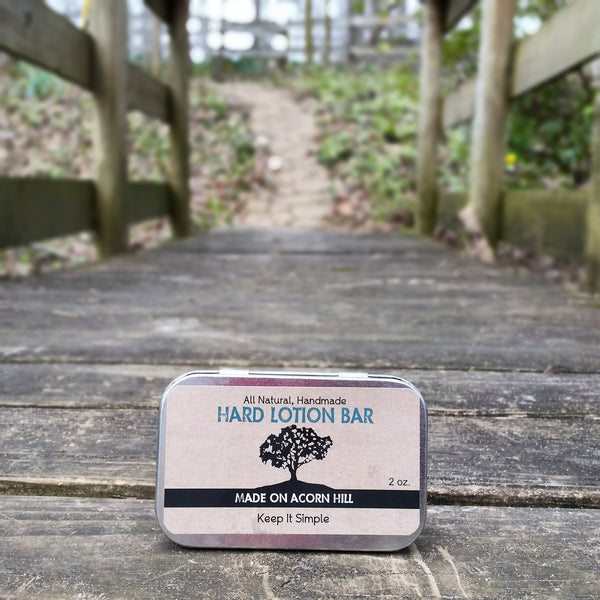 All Natural, Handmade
HARD LOTION BAR
2 oz.
MADE ON ACORN HILL
Keep It Simple